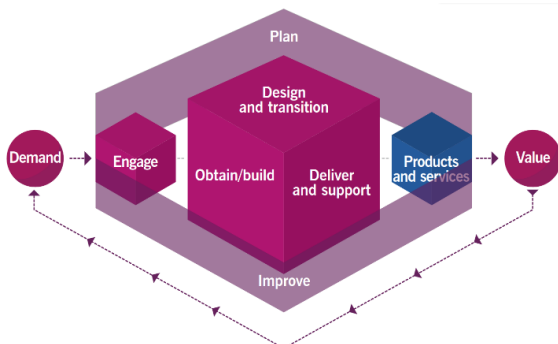 Plan
Design
and transition
Demand
Engage
Obtain/build
Deliver
and support
Products
and services
Value
Improve